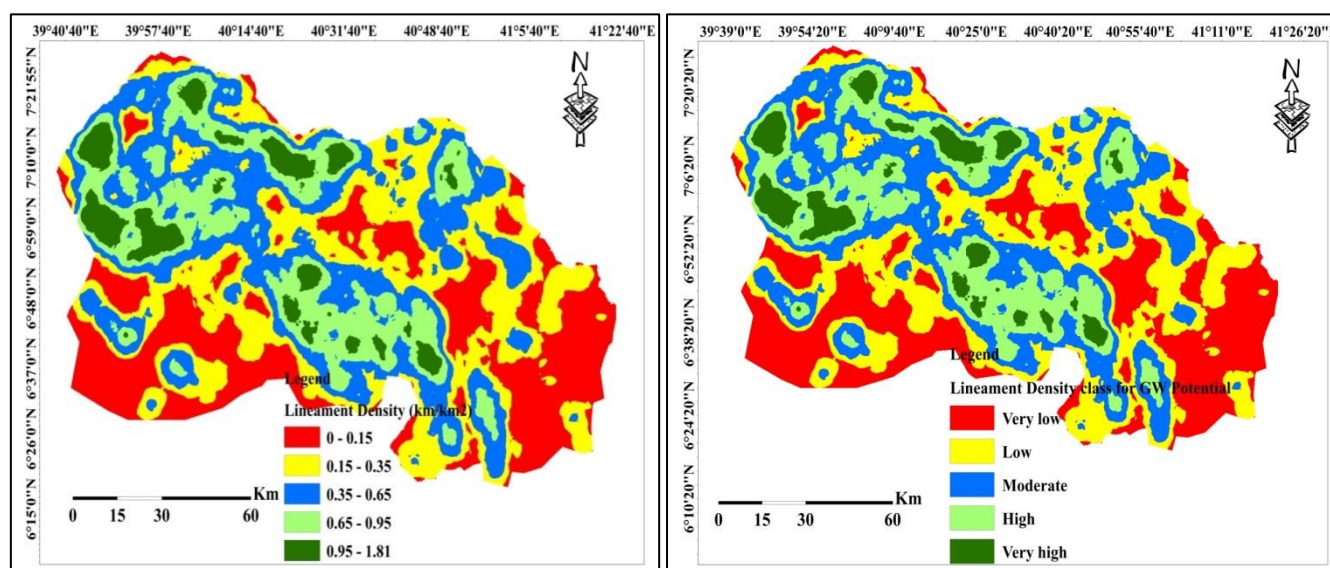 39°40'40"E 39°57'40"E 40°14'40"E 40°31'40"E 40°48'40"E 41°5'40"E 41°22'40"E
N
7°21'55"N
7°10'0"N
6°59'0"N
6°48'0"N
6°37'0"N
6°26'0"N
6°15'0"N
Legend
Lineament Density (km/km2)
0 - 0.15
0.15 - 0.35
0.35 - 0.65
0.65 - 0.95
0.95 - 1.81
Km
0 15 30 60
39°39'0"E 39°54'20"E 40°9'40"E 40°25'0"E 40°40'20"E 40°55'40"E 41°11'0"E 41°26'20"E
N
7°20'20"N
7°6'20"N
6°52'20"N
6°38'20"N
6°24'20"N
6°10'20"N
Legend
Lineament Density class for GW Potential
Very low
Low
Moderate
High
Very high
Km
0 15 30 60